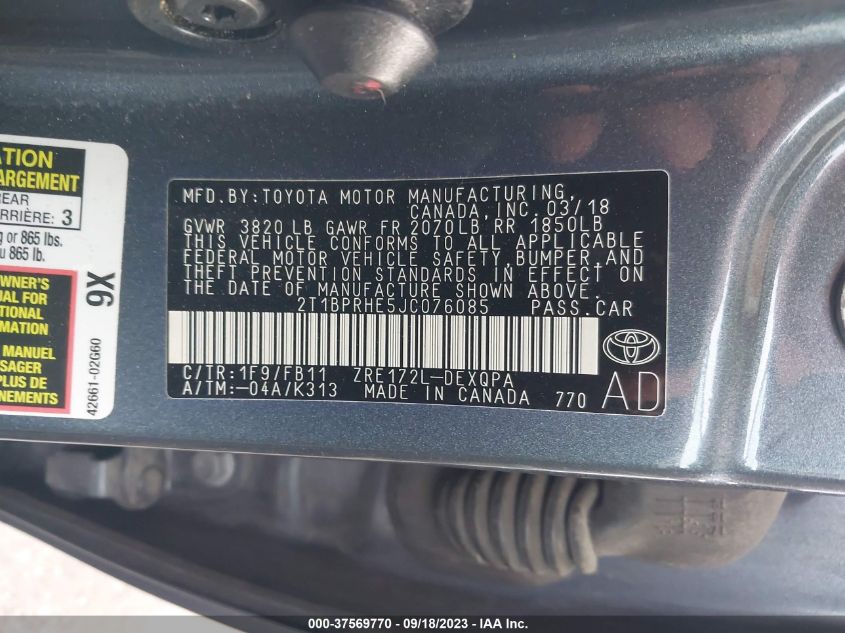 ATION
ARGEMENT
REAR
ARRIÈRE: 3
g or 865 lbs.
u 865 lb.
OWNER'S
UAL FOR
TIONAL
RMATION
MANUEL
SAGER
PLUS
NEMENTS
9X
42661-02G60
MFD.BY:TOYOTA MOTOR MANUFACTURING,
CANADA,INC. 03/18
GVWR 3820 LB GAWR FR 2070LB RR 1850LB
THIS VEHICLE CONFORMS TO ALL APPLICABLE
FEDERAL MOTOR VEHICLE SAFETY,BUMPER,AND
THEFT PREVENTION STANDARDS IN EFFECT ON
THE DATE OF MANUFACTURE SHOWN ABOVE.
2T1BPRHE5JC076085 PASS.CAR
C/TR:1F9/FB11 ZRE172L-DEXQPA
A/TM:-04A/K313 MADE IN CANADA 770
AD
000-37569770 - 09/18/2023 - Copyright © 2023 IAA, Inc.